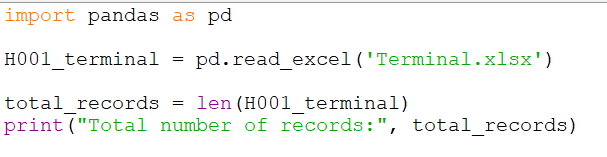 import pandas as pd
H001_terminal = pd.read_excel('Terminal.xlsx')
total_records = len(H001_terminal)
print("Total number of records:", total_records)